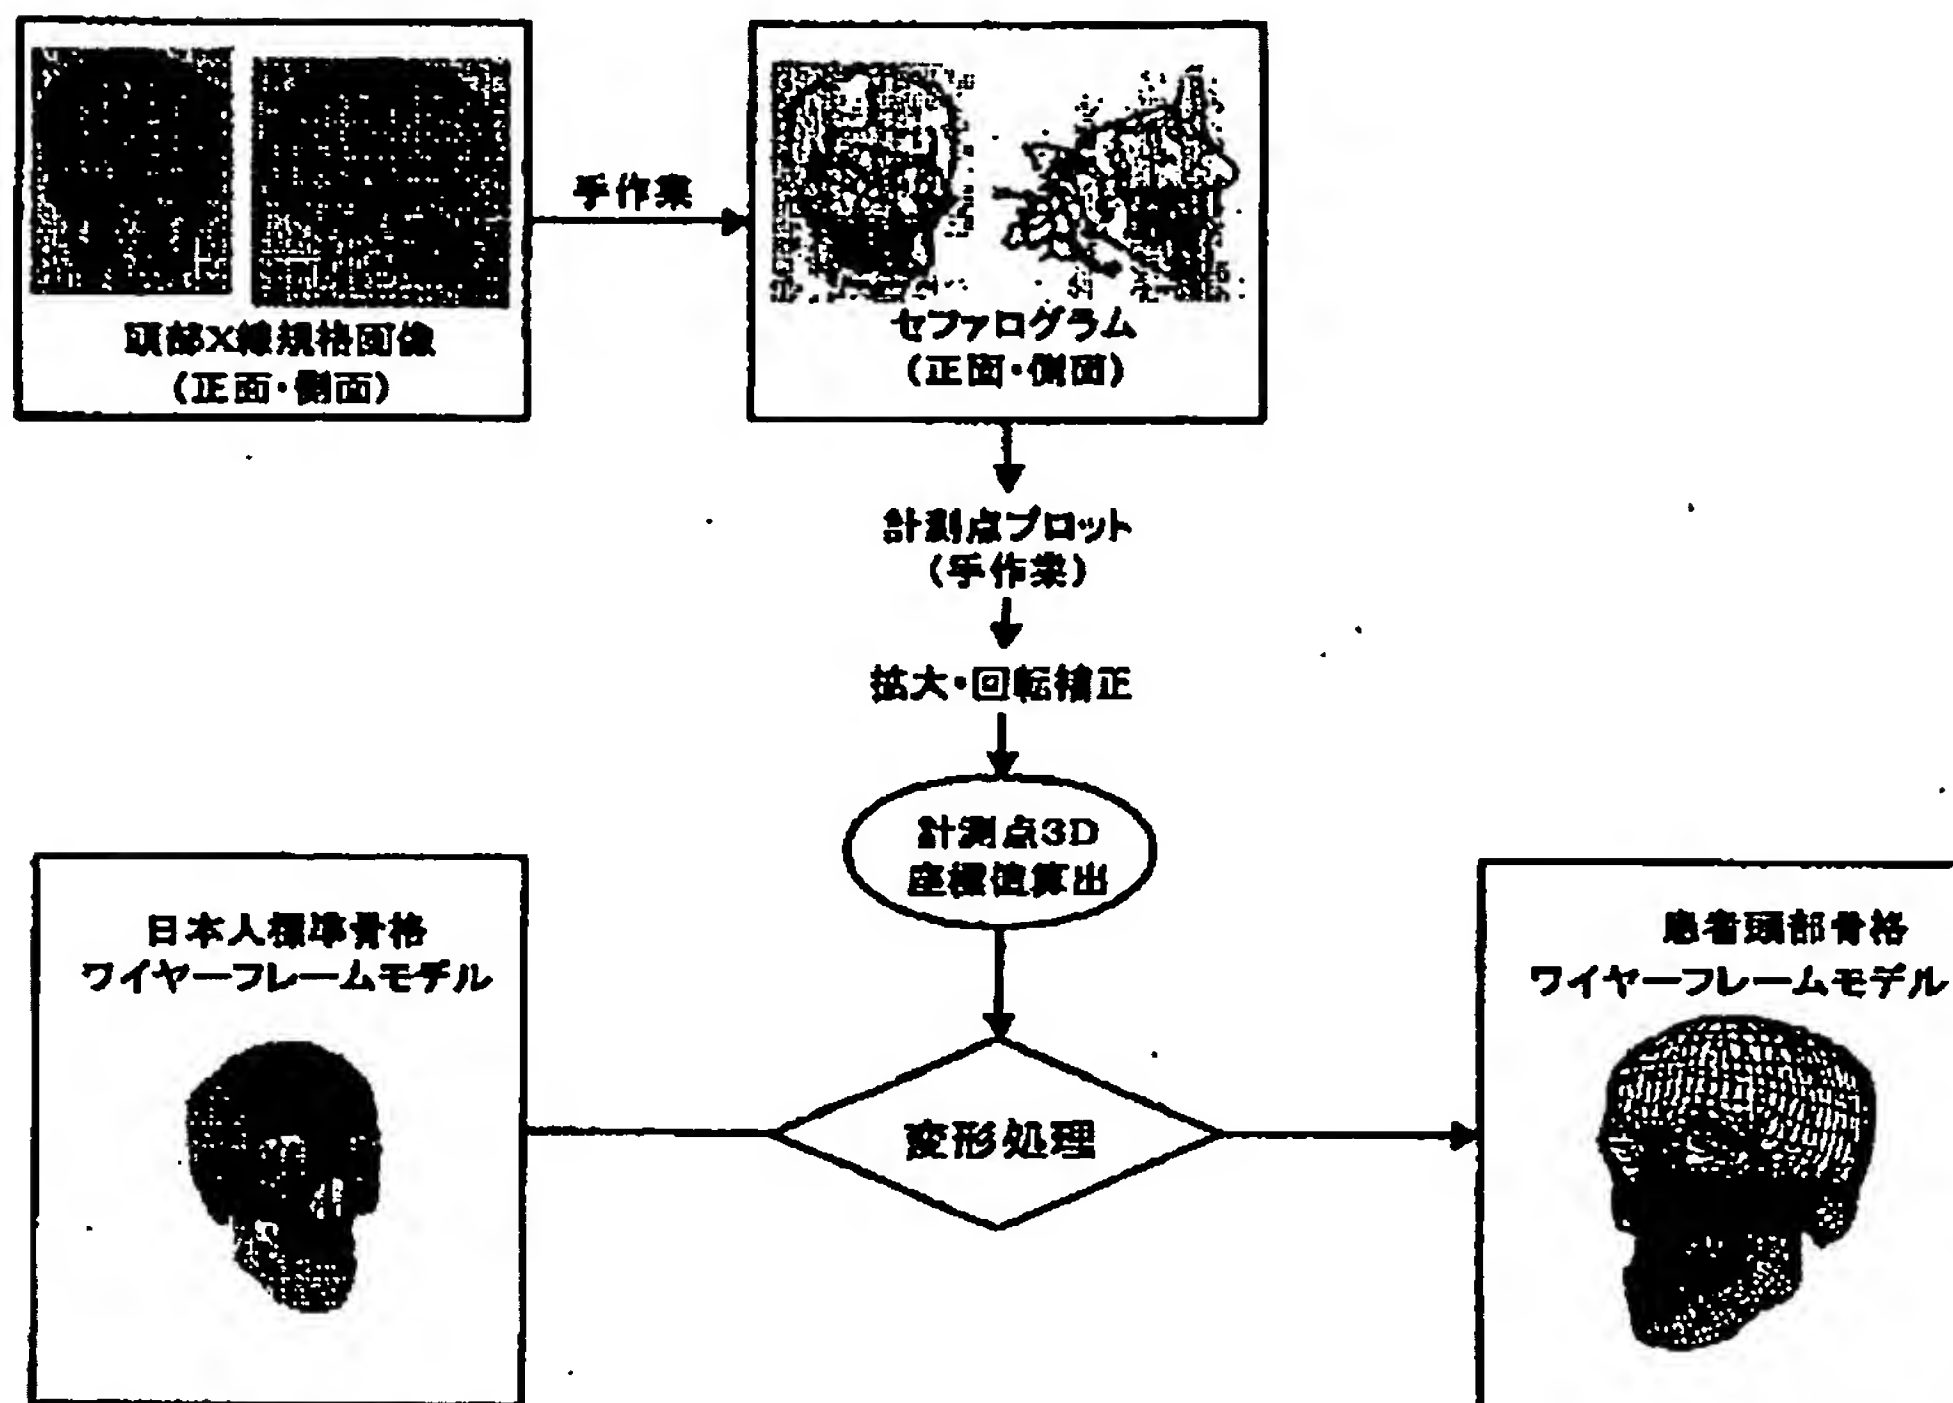 頭部X線規格画像
(正面・側面)
手作業
セファログラム
(正面・側面)
計測点プロット
(手作業)
拡大・回転補正
計測点3D
座標値算出
日本人標準骨格
ワイヤーフレームモデル
変形処理
患者頭部骨格
ワイヤーフレームモデル